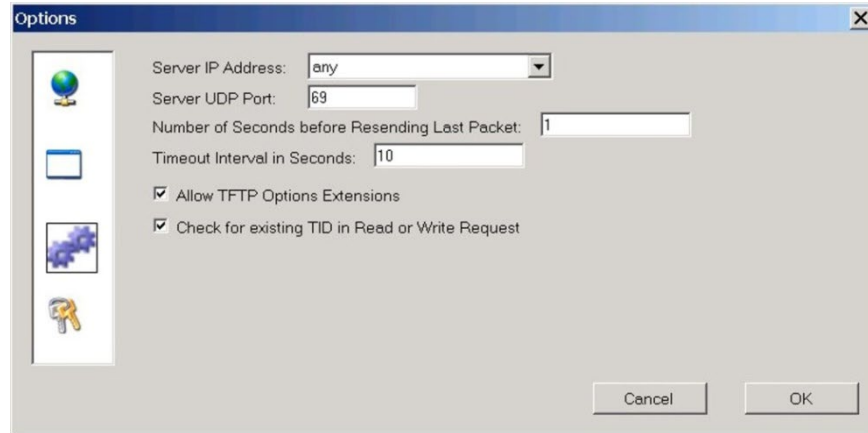 Options
Server IP Address: any
Server UDP Port: 69
Number of Seconds before Resending Last Packet: 1
Timeout Interval in Seconds: 10
Allow TFTP Options Extensions
Check for existing TID in Read or Write Request
Cancel OK